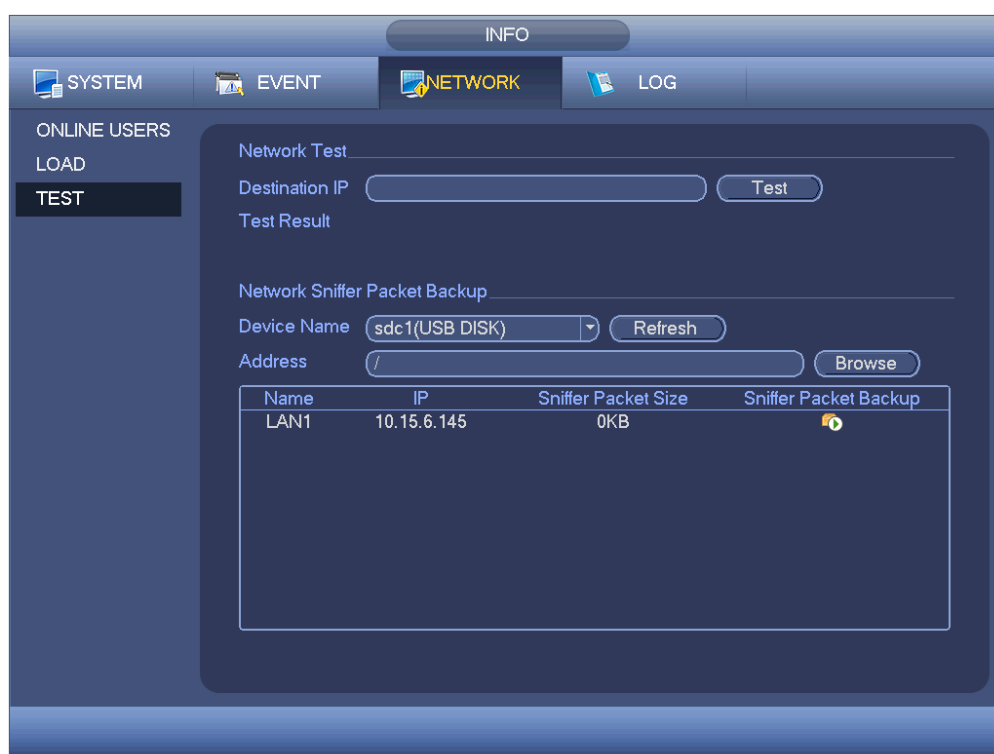 INFO
SYSTEM EVENT NETWORK LOG
ONLINE USERS
LOAD
TEST
Network Test
Destination IP Test
Test Result
Network Sniffer Packet Backup
Device Name sdc1(USB DISK) Refresh
Address / Browse
Name IP Sniffer Packet Size Sniffer Packet Backup
LAN1 10.15.6.145 0KB